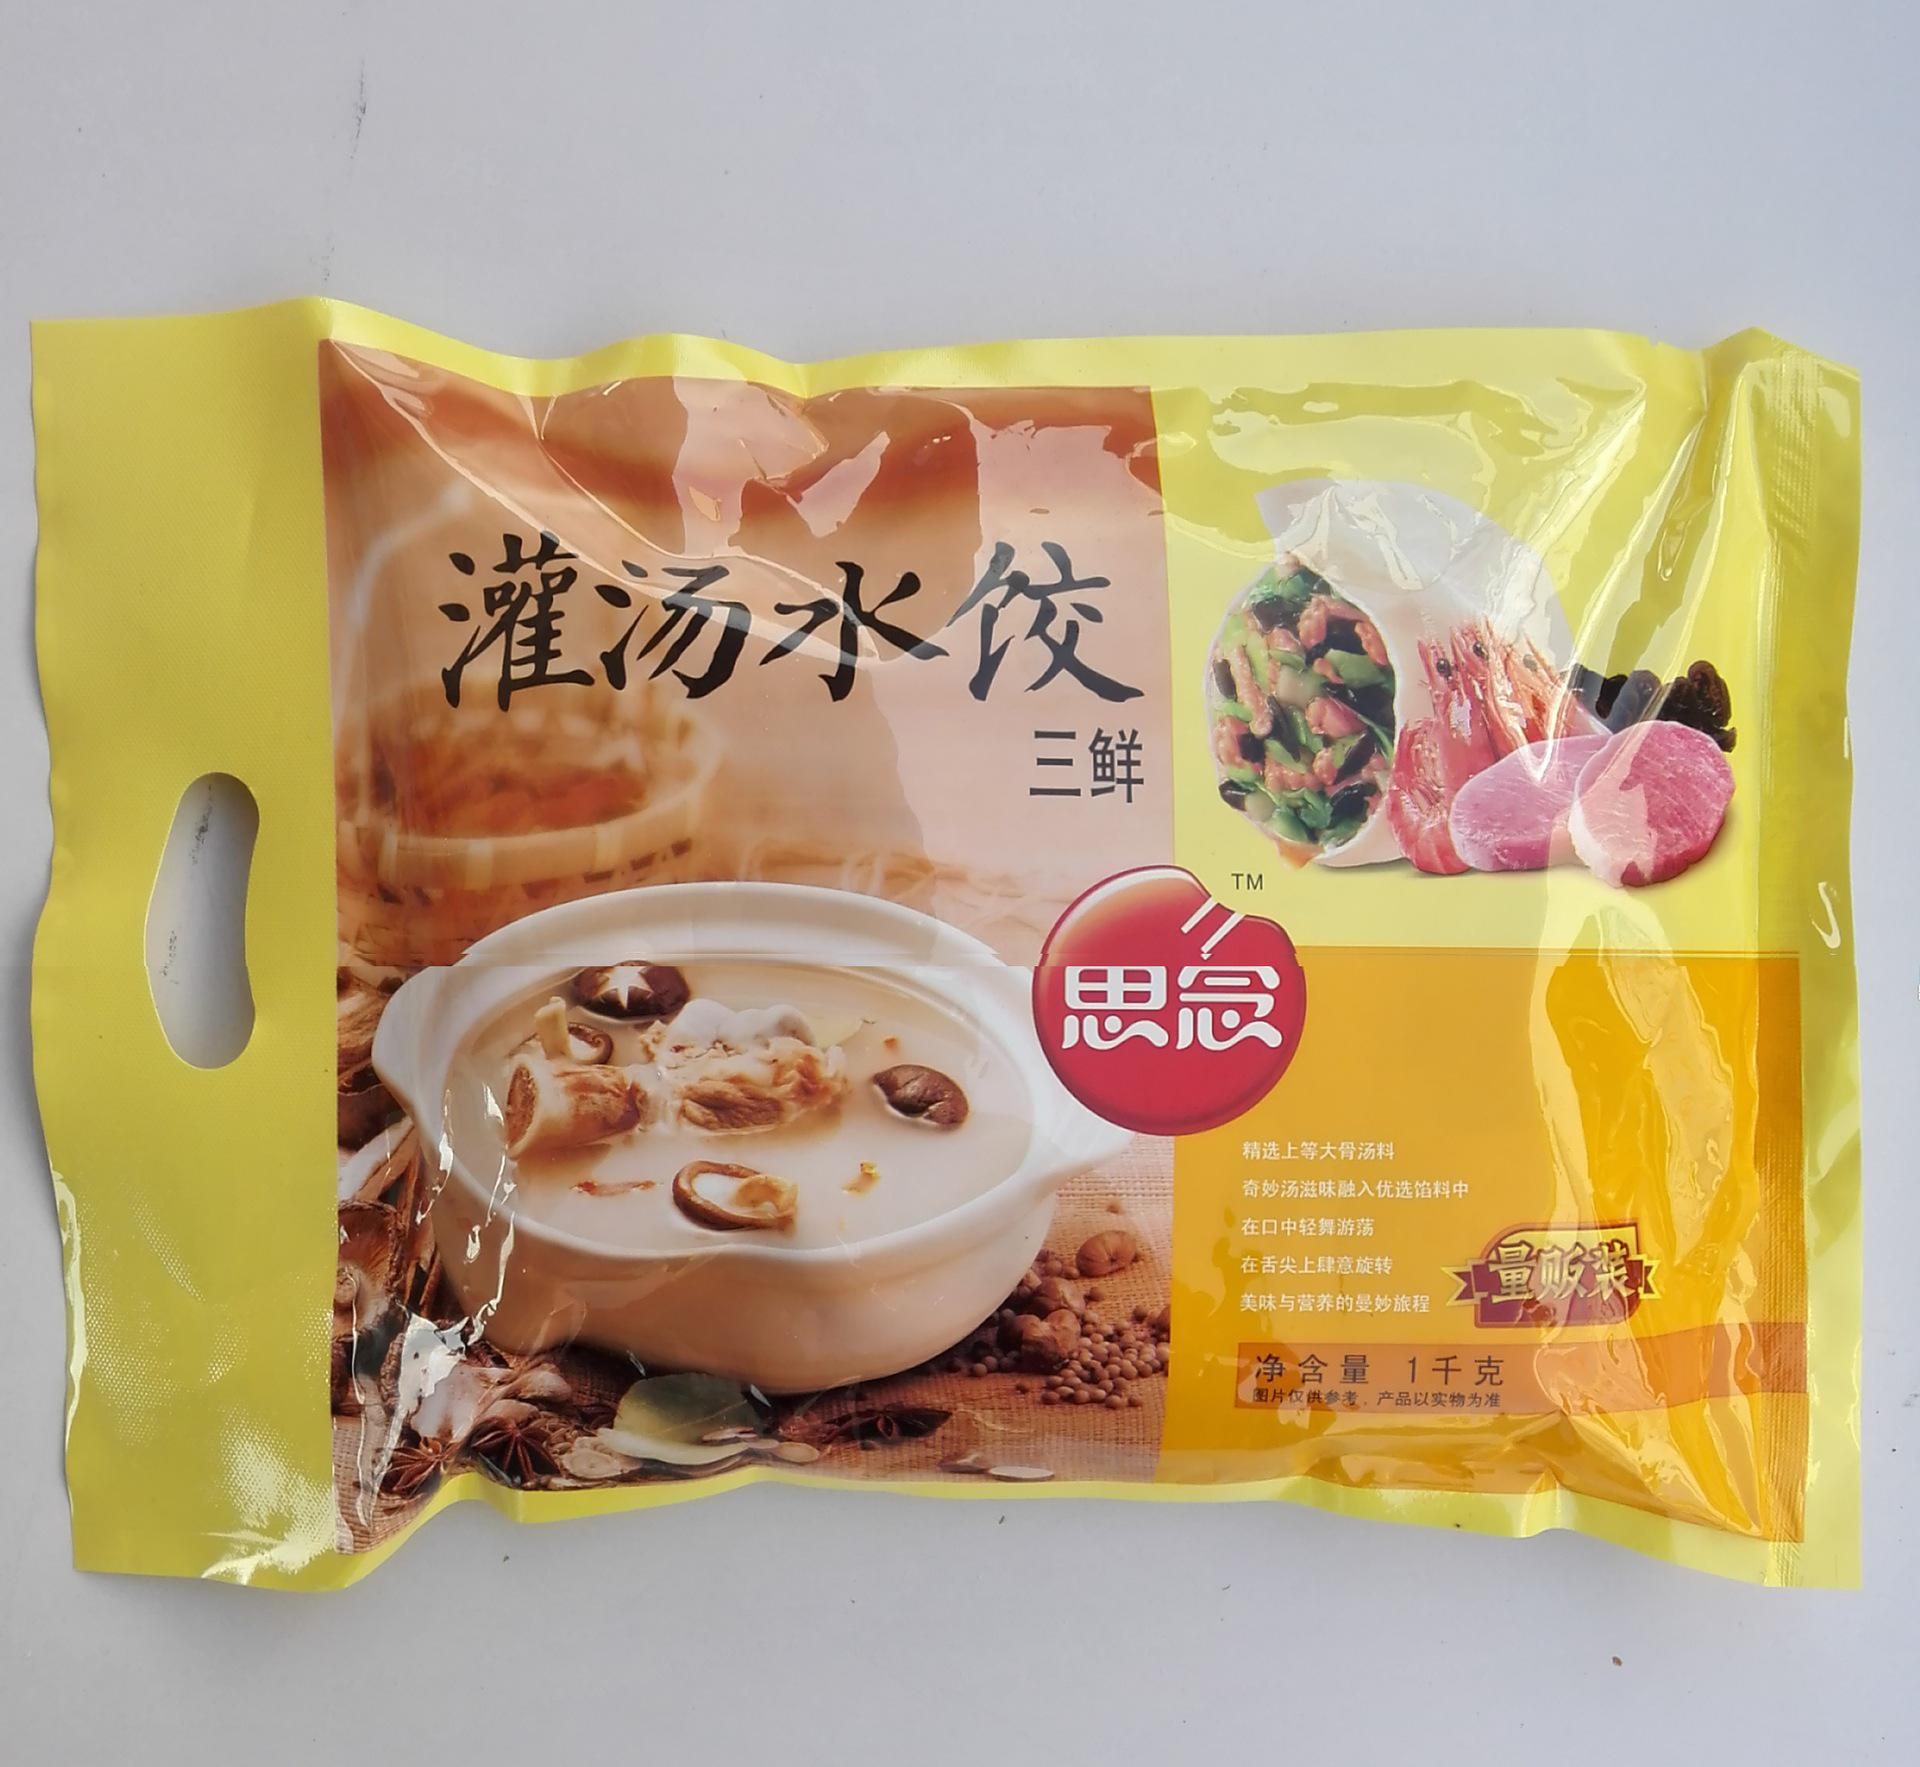 灌汤水饺
三鲜
TM
思念
精选上等大骨汤料
奇妙汤滋味融入优选馅料中
在口中轻舞游荡
在舌尖上肆意旋转
美味与营养的曼妙旅程
量贩装
净含量 1千克
图片仅供参考，产品以实物为准